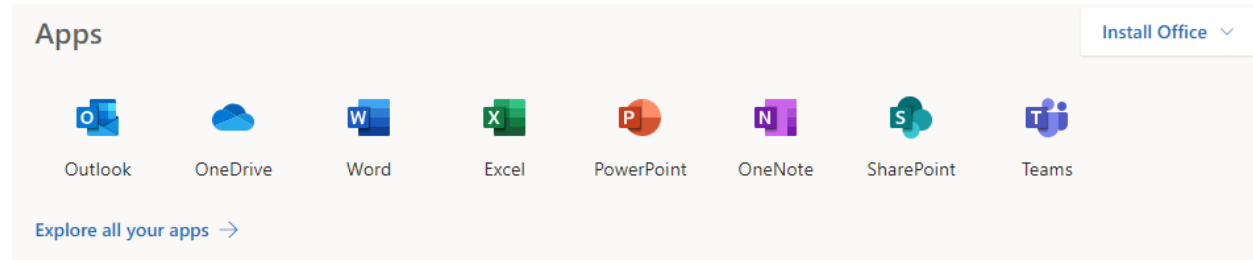 Apps
Install Office
O W X P N S T
Outlook OneDrive Word Excel PowerPoint OneNote SharePoint Teams
Explore all your apps